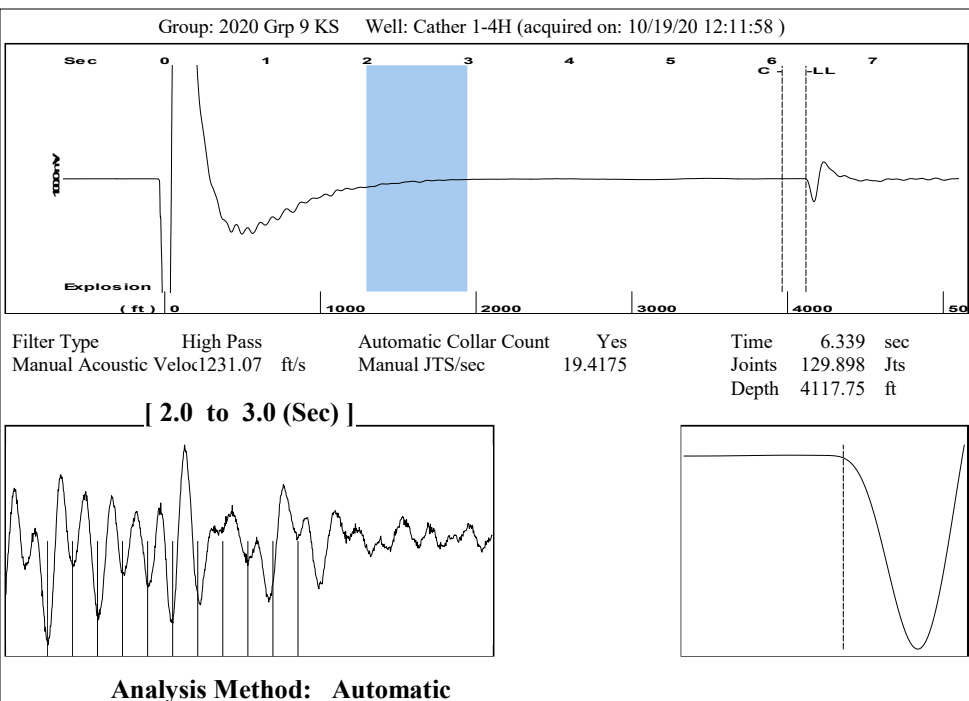 Group: 2020 Grp 9 KS Well: Cather 1-4H (acquired on: 10/19/20 12:11:58 )
Sec 0 1 2 3 4 5 6 7
C - -LL
Explosion
( ft ) 0 1000 2000 3000 4000 50
Filter Type High Pass Automatic Collar Count Yes Time 6.339 sec
Manual Acoustic Veloc1231.07 ft/s Manual JTS/sec 19.4175 Joints 129.898 Jts
Depth 4117.75 ft
[ 2.0 to 3.0 (Sec) ]
Analysis Method: Automatic